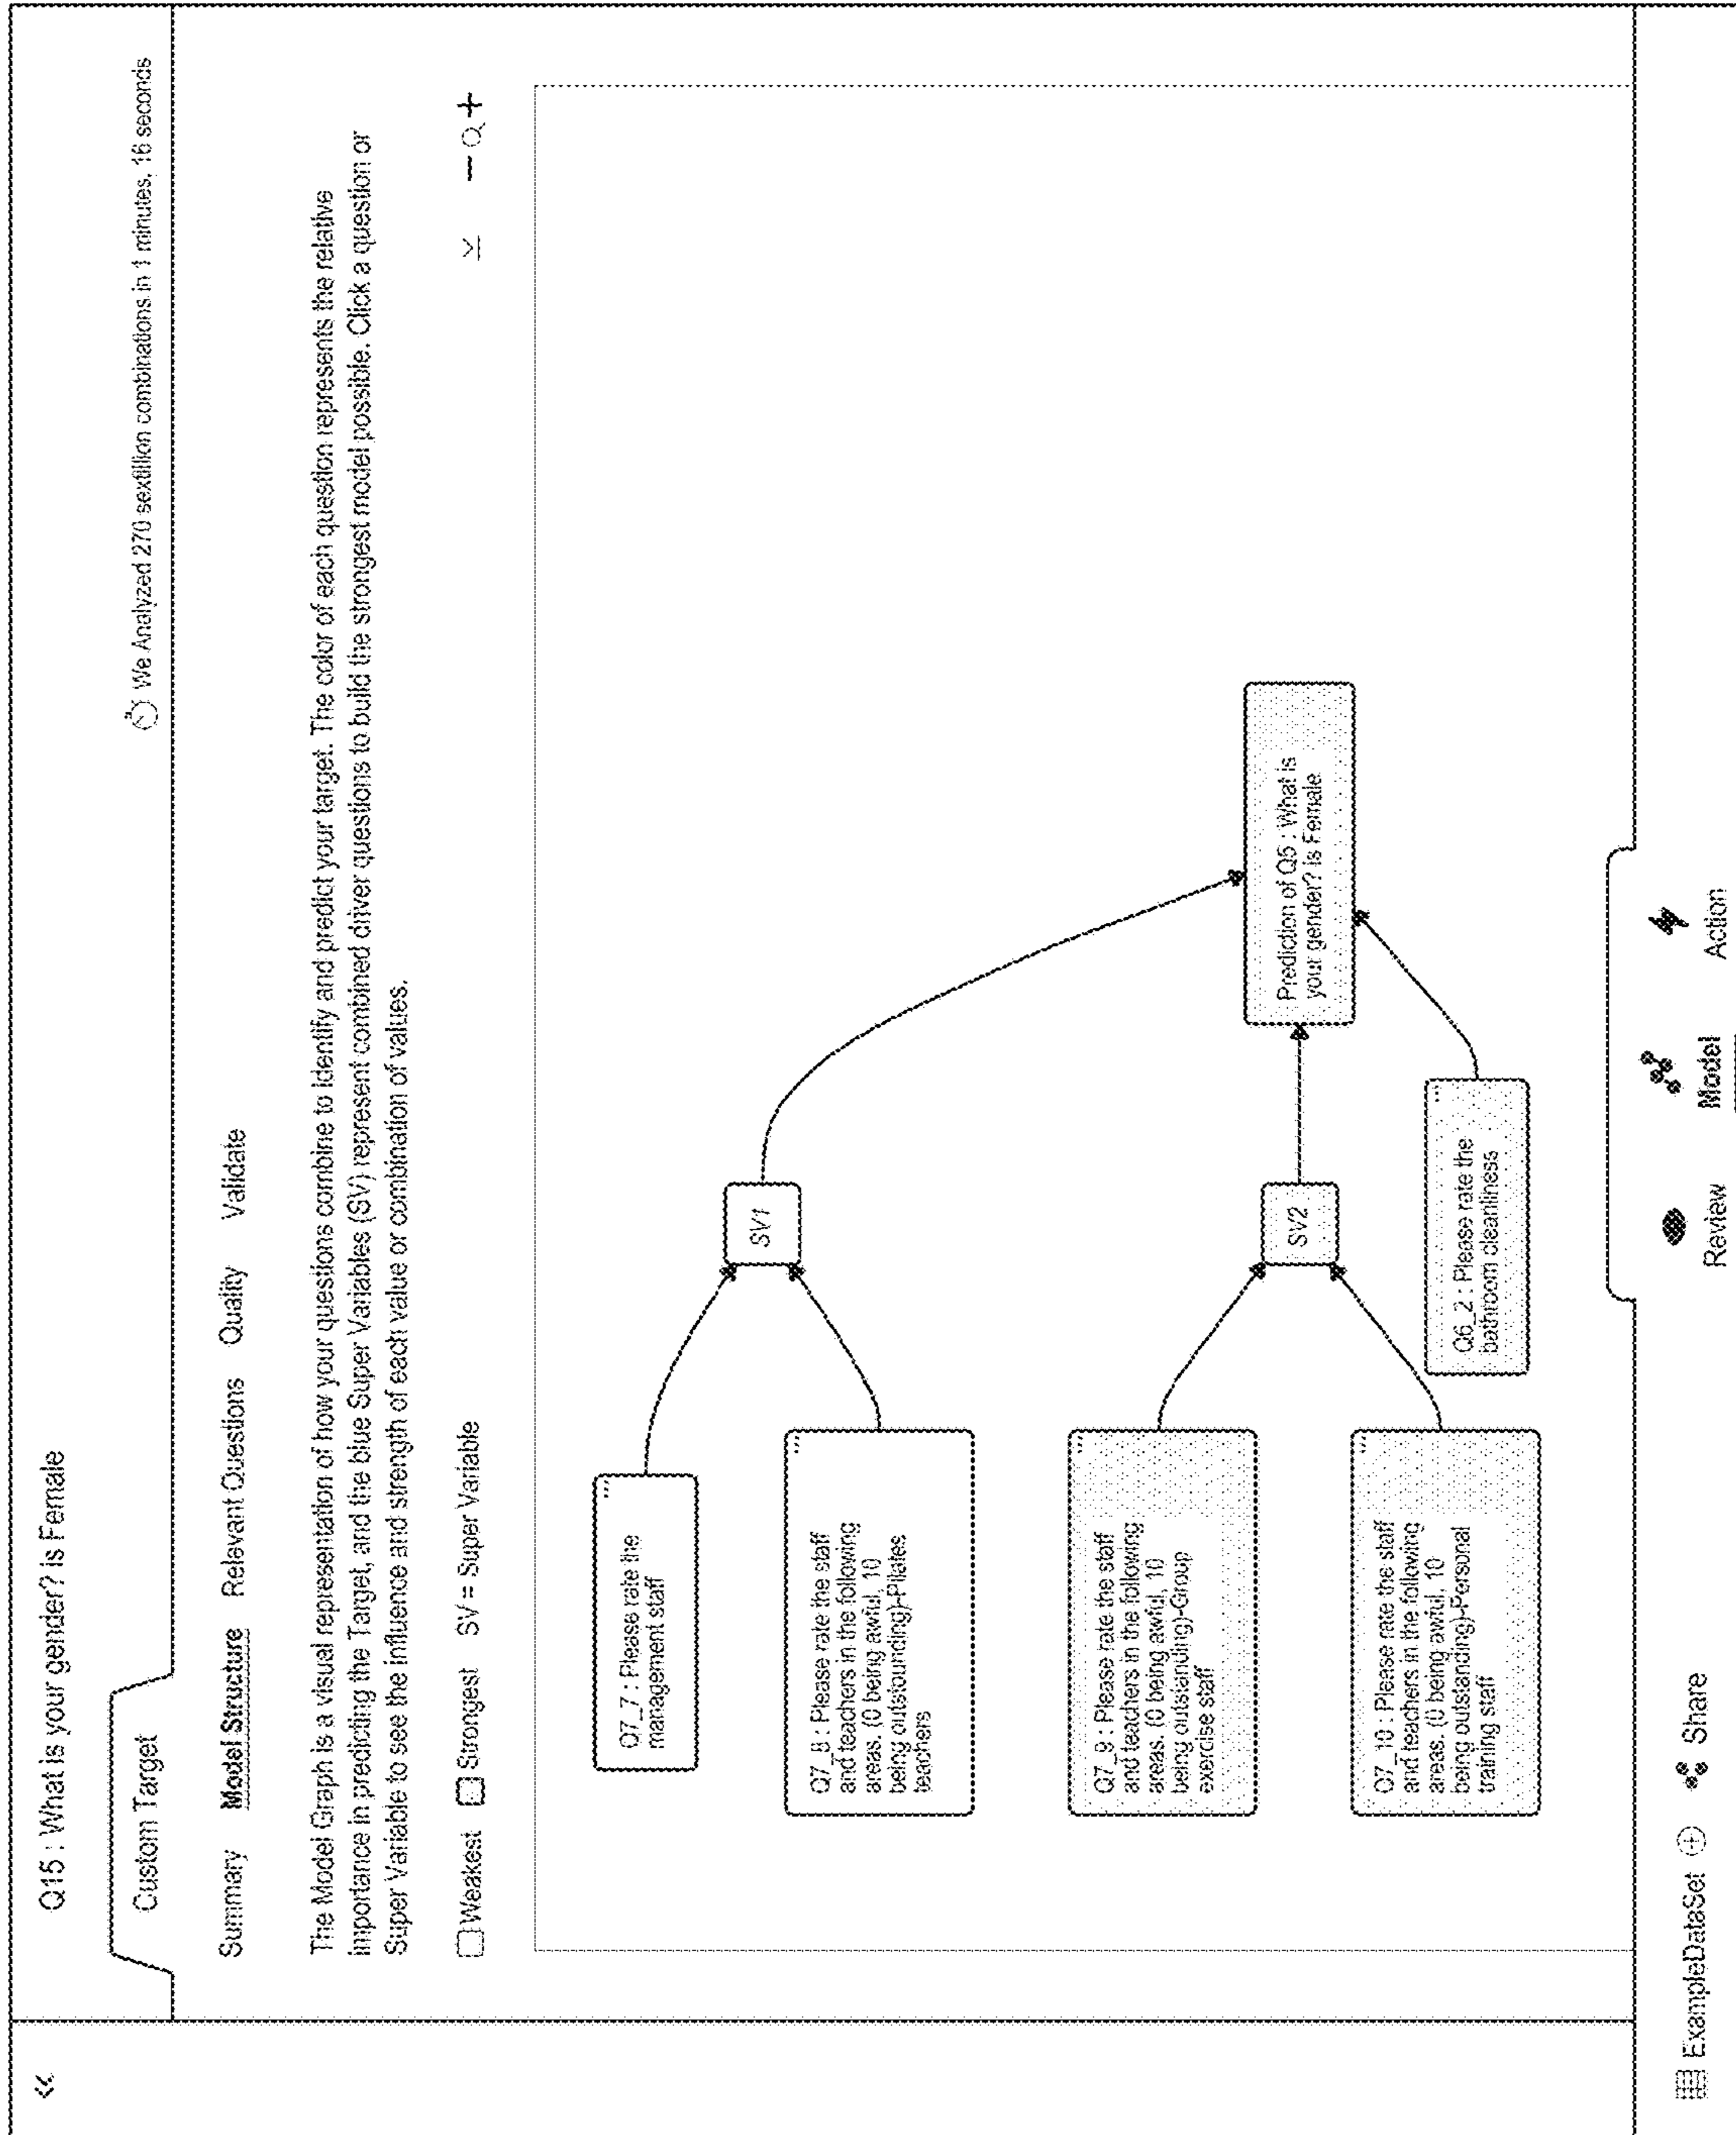 Q15 : What is your gender? is Female
Custom Target
We Analyzed 270 sextillion combinations in 1 minutes, 16 seconds
Summary Model Structure Relevant Questions Quality Validate
The Model Graph is a visual representation of how your questions combine to identify and predict your target. The color of each question represents the relative
importance in predicting the Target, and the blue Super Variables (SV) represent combined driver questions to build the strongest model possible. Click a question or
Super Variable to see the influence and strength of each value or combination of values.
Weakest Strongest SV = Super Variable
Q7_7 : Please rate the
management staff
Q7_8 : Please rate the staff
and teachers in the following
areas. (0 being awful, 10
being outstounding)-Pilates
teachers
SV1
Q7_9 : Please rate the staff
and teachers in the following
areas. (0 being awful, 10
being outstanding)-Group
exercise staff
Q7_10 : Please rate the staff
and teachers in the following
areas. (0 being awful, 10
being outstanding)-Personal
training staff
SV2
Q6_2 : Please rate the
bathroom cleanliness
Prediction of Q5 : What is
your gender? is Female
ExampleDataSet Share
Review Model Action